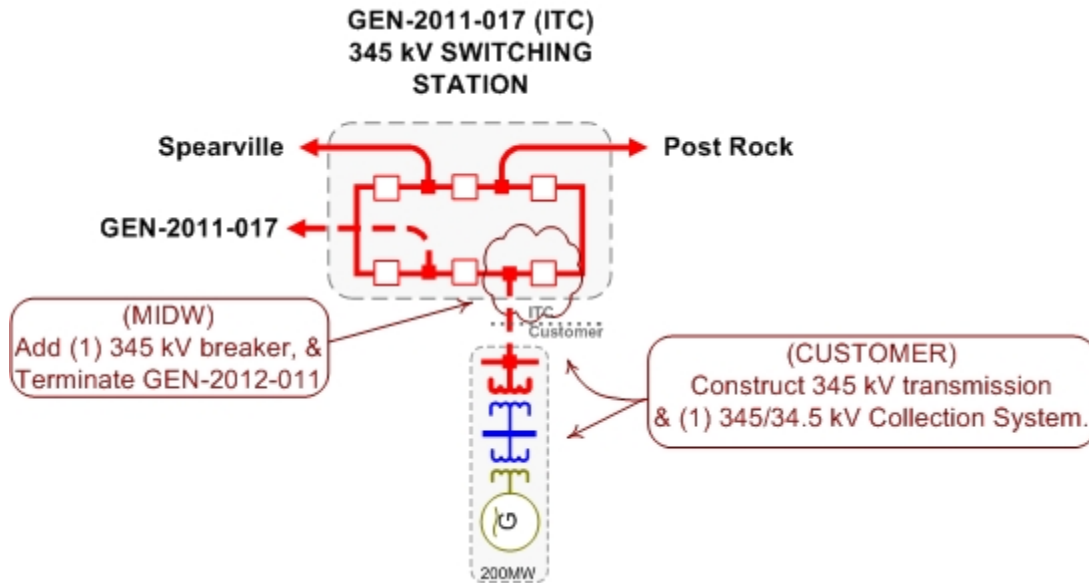 GEN-2011-017 (ITC)
345 kV SWITCHING
STATION
Spearville
Post Rock
GEN-2011-017
ITC
Customer
(MIDW)
Add (1) 345 kV breaker, &
Terminate GEN-2012-011
(CUSTOMER)
Construct 345 kV transmission
& (1) 345/34.5 kV Collection System.
G
200MW